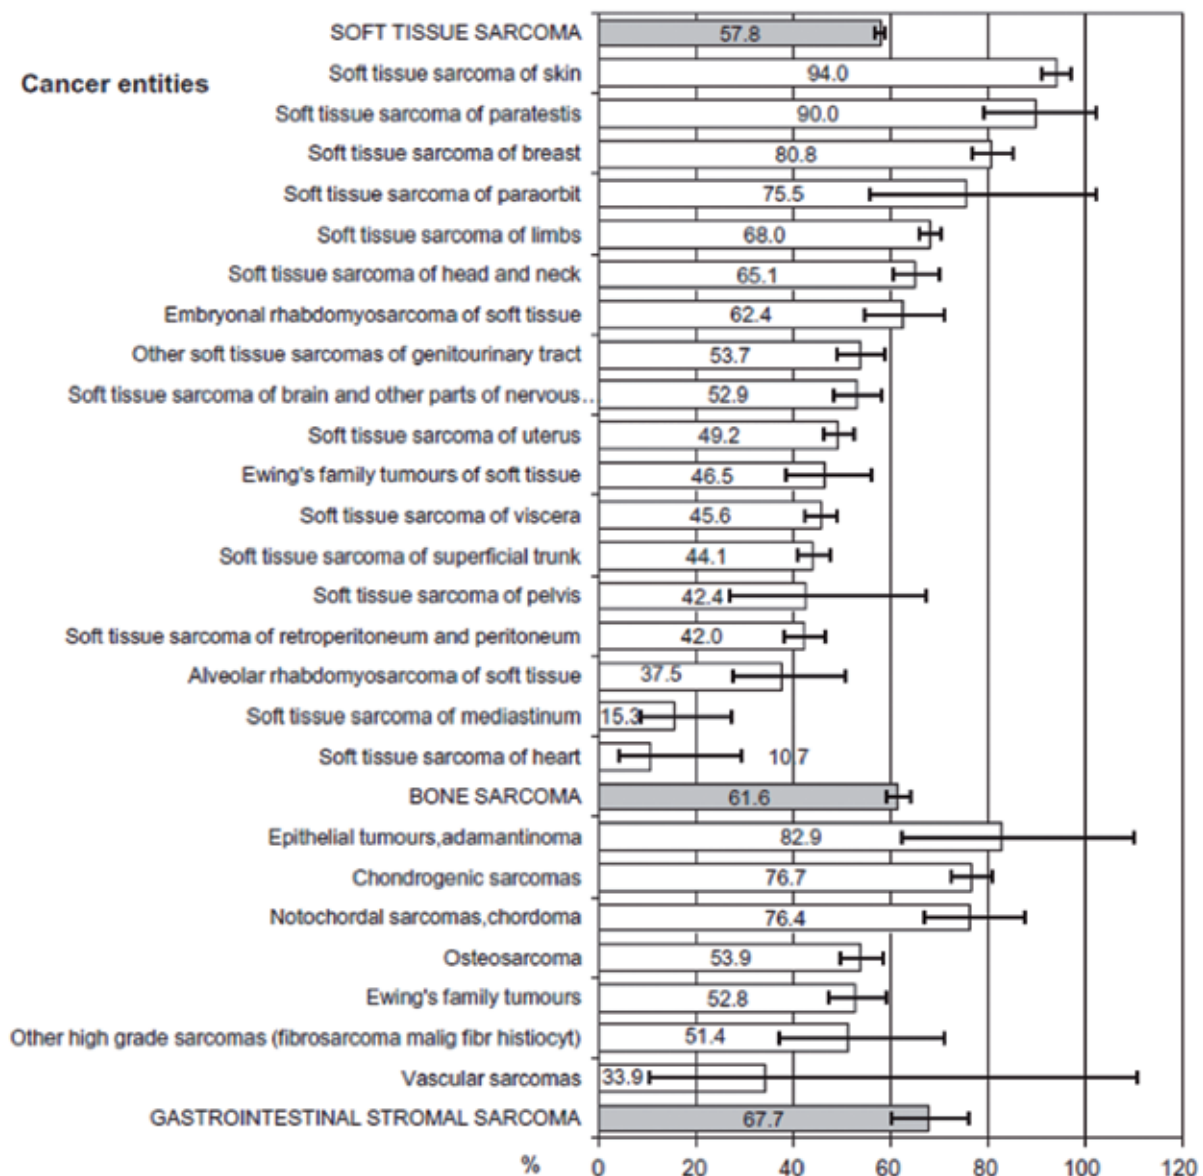 SOFT TISSUE SARCOMA 57.8
Soft tissue sarcoma of skin 94.0
Cancer entities
Soft tissue sarcoma of paratestis 90.0
Soft tissue sarcoma of breast 80.8
Soft tissue sarcoma of paraorbit 75.5
Soft tissue sarcoma of limbs 68.0
Soft tissue sarcoma of head and neck 65.1
Embryonal rhabdomyosarcoma of soft tissue 62.4
Other soft tissue sarcomas of genitourinary tract 53.7
Soft tissue sarcoma of brain and other parts of nervous... 52.9
Soft tissue sarcoma of uterus 49.2
Ewing's family tumours of soft tissue 46.5
Soft tissue sarcoma of viscera 45.6
Soft tissue sarcoma of superficial trunk 44.1
Soft tissue sarcoma of pelvis 42.4
Soft tissue sarcoma of retroperitoneum and peritoneum 42.0
Alveolar rhabdomyosarcoma of soft tissue 37.5
Soft tissue sarcoma of mediastinum 15.3
Soft tissue sarcoma of heart 10.7
BONE SARCOMA 61.6
Epithelial tumours,adamantinoma 82.9
Chondrogenic sarcomas 76.7
Notochordal sarcomas,chordoma 76.4
Osteosarcoma 53.9
Ewing's family tumours 52.8
Other high grade sarcomas (fibrosarcoma malig fibr histiocyt) 51.4
Vascular sarcomas 33.9
GASTROINTESTINAL STROMAL SARCOMA 67.7
% 0 20 40 60 80 100 120